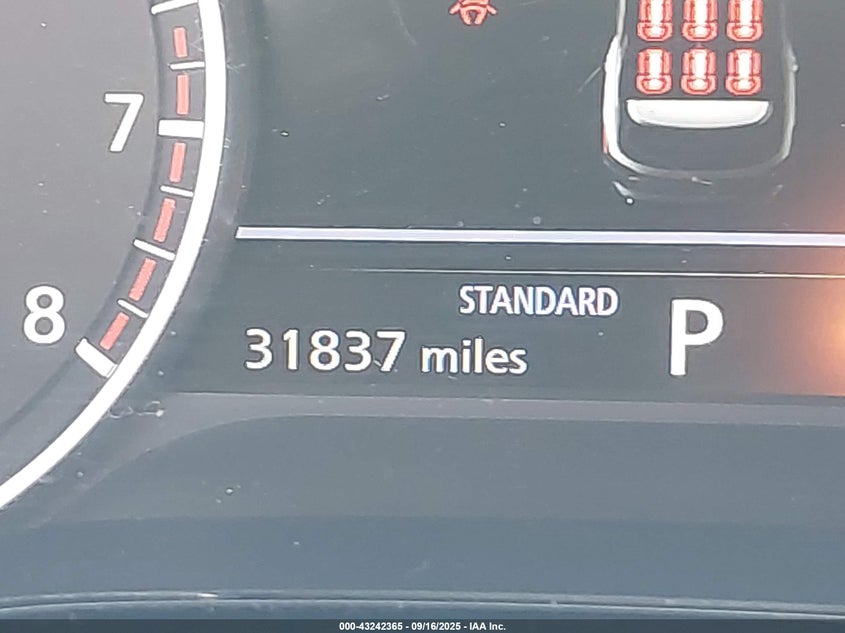 7
8
STANDARD
31837 miles
P
000-43242365 - 09/16/2025 - IAA Inc.